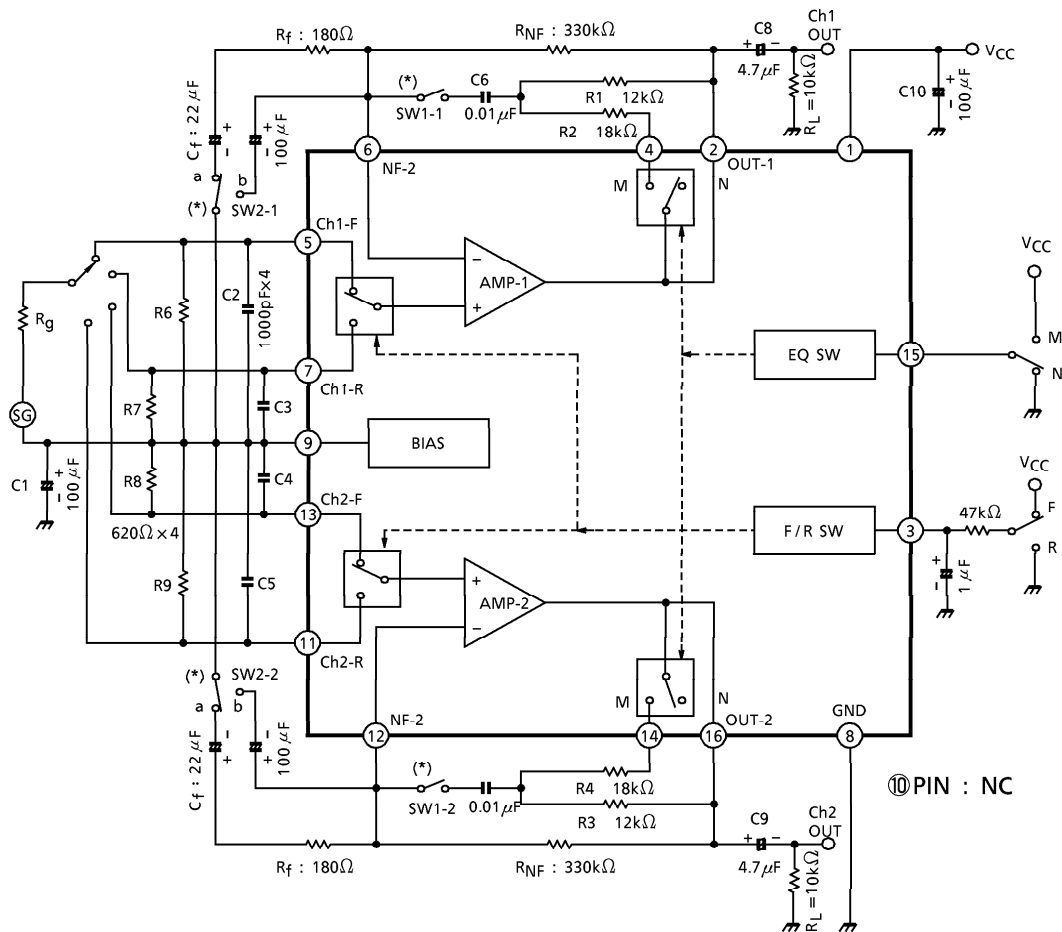 Rf : 180Ω
RNF : 330kΩ
C8
+ −
4.7μF
Ch1
OUT
VCC
RL = 10kΩ
C10
+
−
100μF
(*)
SW1-1
C6
0.01μF
R1
12kΩ
R2
18kΩ
Cf : 22μF
+
−
+
−
100μF
a
b
(*)
SW2-1
6
NF-2
4
2
OUT-1
1
M
N
5
Ch1-F
−
+
AMP-1
Rg
R6
C2
1000pF×4
7
Ch1-R
R7
C3
SG
EQ SW
15
VCC
M
N
9
BIAS
C1
+
−
100μF
R8
C4
13
Ch2-F
620Ω×4
F/R SW
3
47kΩ
VCC
F
R
−
1μF
R9
C5
+
−
AMP-2
11
Ch2-R
(*)
SW2-2
a
b
M
N
12
NF-2
14
16
OUT-2
GND
8
Cf : 22μF
−
+
−
+
100μF
(*)
SW1-2
0.01μF
R4
18kΩ
R3
12kΩ
⑩PIN : NC
C9
+ −
4.7μF
Ch2
OUT
RL = 10kΩ
Rf : 180Ω
RNF : 330kΩ